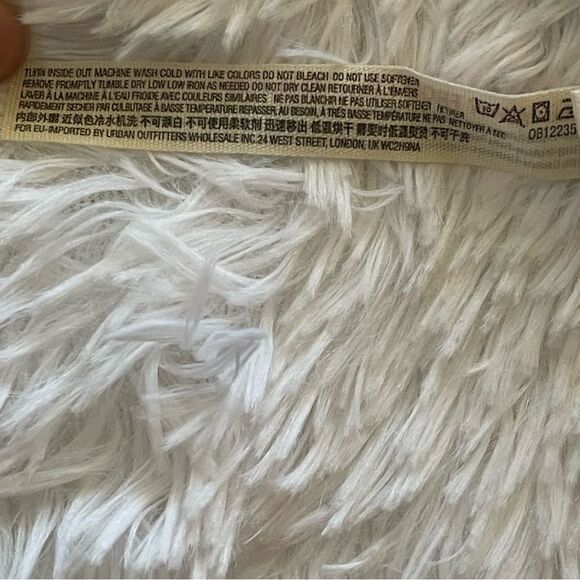 TURN INSIDE OUT MACHINE WASH COLD WITH LIKE COLORS DO NOT BLEACH DO NOT USE SOFTENER
REMOVE PROMPTLY TUMBLE DRY LOW LOW IRON AS NEEDED DO NOT DRY CLEAN RETOURNER À L'ENVERS
LAVER À LA MACHINE À L'EAU FROIDE AVEC COULEURS SIMILAIRES NE PAS BLANCHIR NE PAS UTILISER SOFTENER RETIRER
RAPIDEMENT SECHER PAR CULBUTAGE À BASSE TEMPÉRATURE REPASSER, AU BESOIN, À TRÈS BASSE TEMPÉRATURE NE PAS NETTOYER A SEC
内部外翻 近似色冷水机洗 不可漂白 不可使用柔软剂 迅速移出 低温烘干 需要时低温熨烫 不可干洗
FOR EU-IMPORTED BY URBAN OUTFITTERS WHOLESALE INC. 24 WEST STREET, LONDON, UK WC2H9NA
OB12235